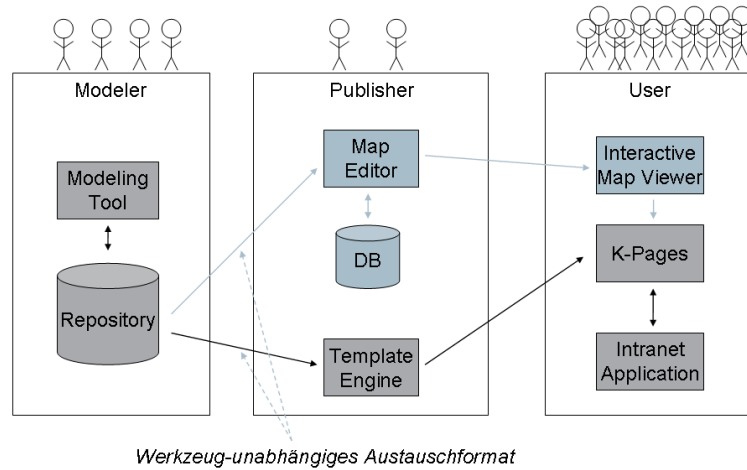 Modeler
Publisher
User
Modeling
Tool
Repository
Map
Editor
DB
Template
Engine
Interactive
Map Viewer
K-Pages
Intranet
Application
Werkzeug-unabhängiges Austauschformat